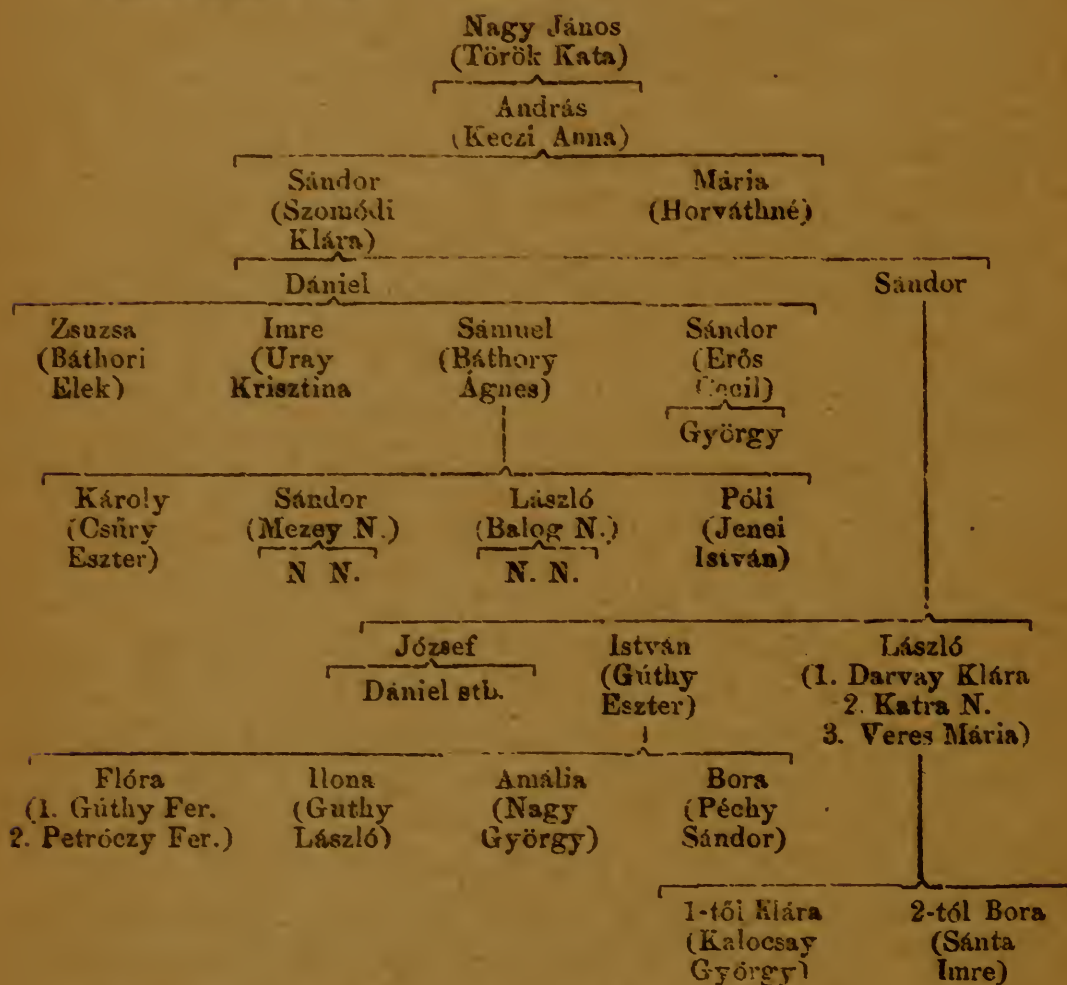 Nagy János
(Török Kata)
András
(Keczi Anna)
Sándor Mária
(Szomódi (Horváthné)
Klára)
Dániel Sándor
Zsuzsa Imre Sámuel Sándor
(Báthori (Uray (Báthory (Erős
Elek) Krisztina Ágnes) Cecil)
György
Károly Sándor László Póli
(Csűry (Mezey N.) (Balog N.) (Jenei
Eszter) N N. N. N. István)
József István László
Dániel stb. (Gúthy (1. Darvay Klára
Eszter) 2. Katra N.
3. Veres Mária)
Flóra Ilona Amália Bora
(1. Gúthy Fer. (Guthy (Nagy (Péchy
2. Petróczy Fer.) László) György) Sándor)
1-től Klára 2-tól Bora
(Kalocsay (Sánta
György) Imre)